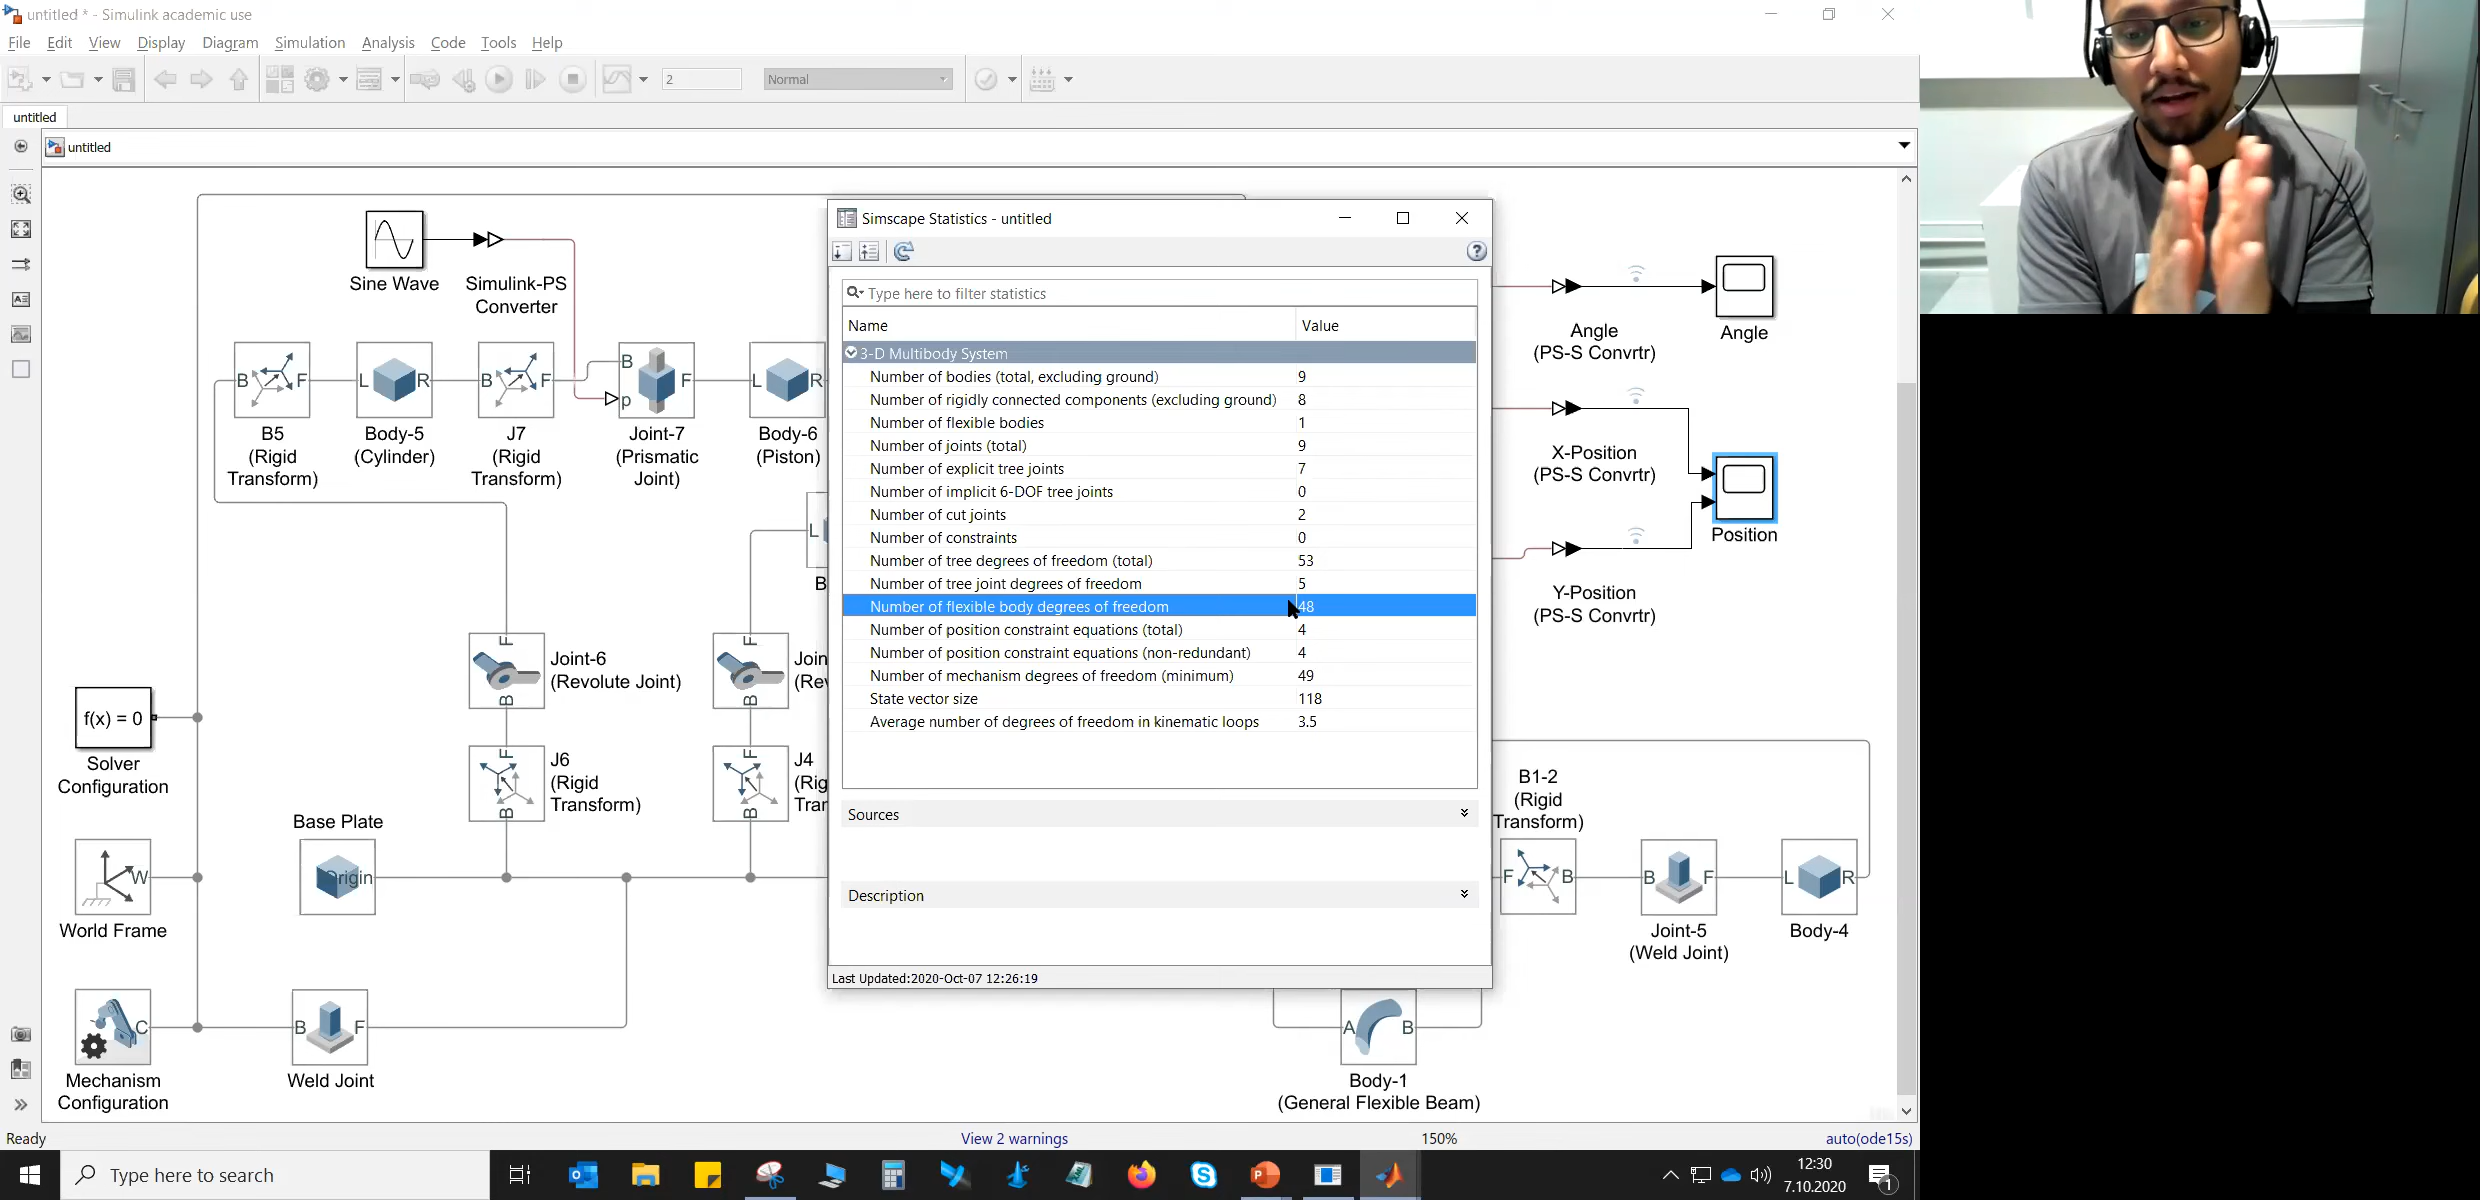 untitled * - Simulink academic use
File Edit View Display Diagram Simulation Analysis Code Tools Help
2
Normal
untitled
untitled
Sine Wave
Simulink-PS
Converter
B F
B5
(Rigid
Transform)
L R
Body-5
(Cylinder)
B F
J7
(Rigid
Transform)
B
F
p
Joint-7
(Prismatic
Joint)
L R
Body-6
(Piston)
L
B
F
B
Joint-6
(Revolute Joint)
F
B
Join
(Rev
F
B
J6
(Rigid
Transform)
F
B
J4
(Rig
Tran
f(x) = 0
Solver
Configuration
W
World Frame
Base Plate
Origin
C
Mechanism
Configuration
B F
Weld Joint
Simscape Statistics - untitled
Type here to filter statistics
Name Value
3-D Multibody System
Number of bodies (total, excluding ground) 9
Number of rigidly connected components (excluding ground) 8
Number of flexible bodies 1
Number of joints (total) 9
Number of explicit tree joints 7
Number of implicit 6-DOF tree joints 0
Number of cut joints 2
Number of constraints 0
Number of tree degrees of freedom (total) 53
Number of tree joint degrees of freedom 5
Number of flexible body degrees of freedom 48
Number of position constraint equations (total) 4
Number of position constraint equations (non-redundant) 4
Number of mechanism degrees of freedom (minimum) 49
State vector size 118
Average number of degrees of freedom in kinematic loops 3.5
Sources
Description
Last Updated:2020-Oct-07 12:26:19
Angle
(PS-S Convrtr)
Angle
X-Position
(PS-S Convrtr)
Position
Y-Position
(PS-S Convrtr)
B1-2
(Rigid
Transform)
F B
B F
Joint-5
(Weld Joint)
L R
Body-4
A B
Body-1
(General Flexible Beam)
Ready
View 2 warnings
150%
auto(ode15s)
Type here to search
12:30
7.10.2020
1